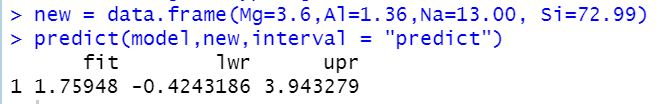 > new = data.frame(Mg=3.6,Al=1.36,Na=13.00, Si=72.99)
> predict(model,new,interval = "predict")
fit lwr upr
1 1.75948 -0.4243186 3.943279